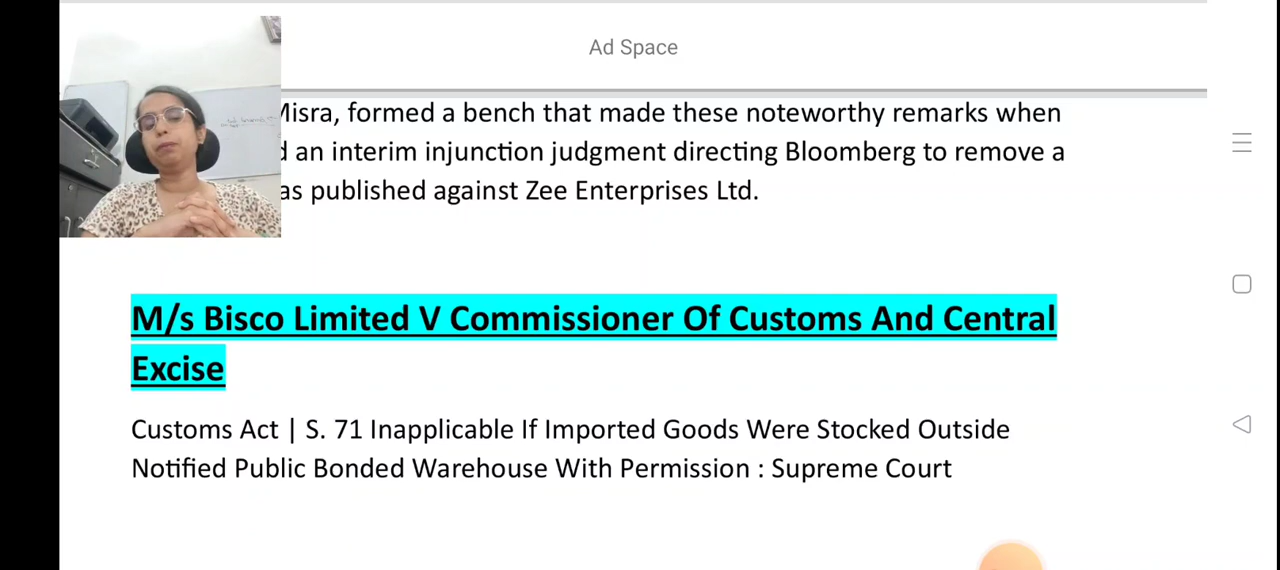 Ad Space
Misra, formed a bench that made these noteworthy remarks when
an interim injunction judgment directing Bloomberg to remove a
as published against Zee Enterprises Ltd.
M/s Bisco Limited V Commissioner Of Customs And Central
Excise
Customs Act | S. 71 Inapplicable If Imported Goods Were Stocked Outside
Notified Public Bonded Warehouse With Permission : Supreme Court